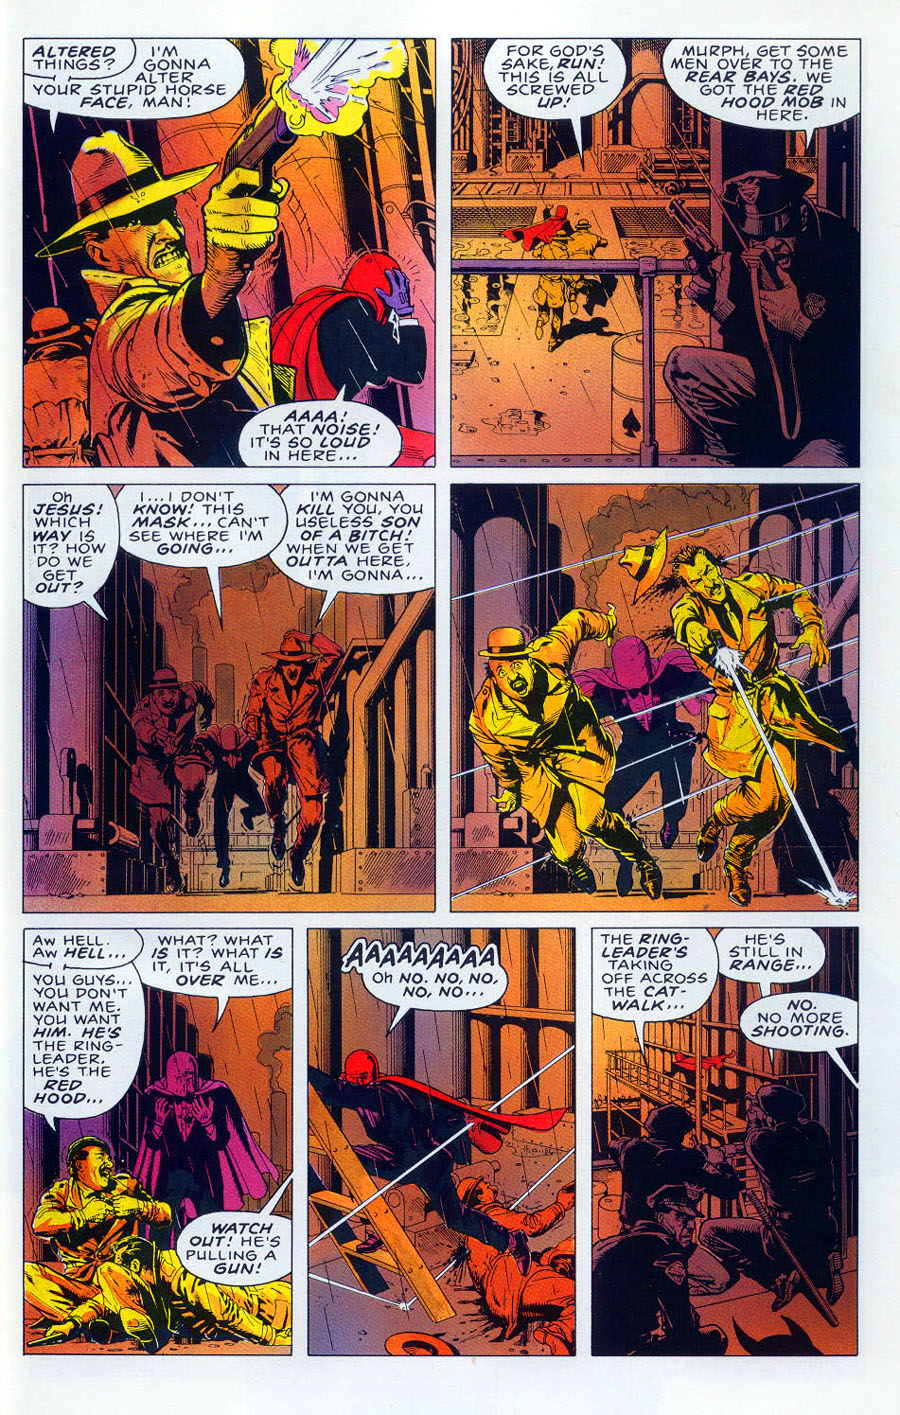 ALTERED
THINGS?
I'M
GONNA
ALTER
YOUR STUPID HORSE
FACE, MAN!
AAAA!
THAT NOISE!
IT'S SO LOUD
IN HERE...
FOR GOD'S
SAKE, RUN!
THIS IS ALL
SCREWED
UP!
MURPH, GET SOME
MEN OVER TO THE
REAR BAYS. WE
GOT THE RED
HOOD MOB IN
HERE.
Oh
JESUS!
WHICH
WAY IS
IT? HOW
DO WE
GET
OUT?
I... I DON'T
KNOW! THIS
MASK... CAN'T
SEE WHERE I'M
GOING...
I'M GONNA
KILL YOU, YOU
USELESS SON
OF A BITCH!
WHEN WE GET
OUTTA HERE,
I'M GONNA...
Aw HELL.
Aw HELL...
YOU GUYS...
YOU DON'T
WANT ME,
YOU WANT
HIM. HE'S
THE RING-
LEADER,
HE'S THE
RED
HOOD...
WHAT? WHAT
IS IT? WHAT IS
IT, IT'S ALL
OVER ME...
WATCH
OUT! HE'S
PULLING A
GUN!
AAAAAAAAA
Oh NO. NO, NO,
NO, NO...
THE RING-
LEADER'S
TAKING
OFF ACROSS
THE CAT-
WALK...
HE'S
STILL IN
RANGE...
NO.
NO MORE
SHOOTING.